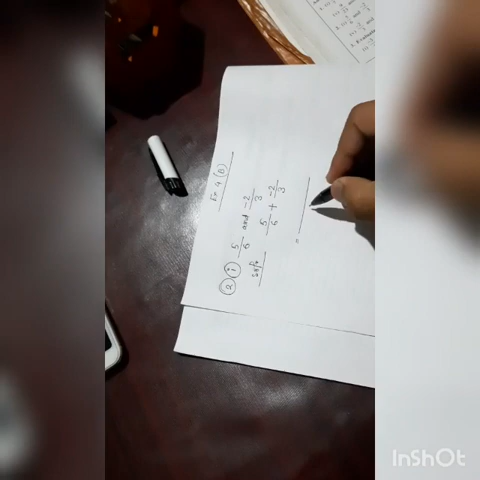 Ex 4 (B)
② ⓘ 5/6 and -2/3
Solⁿ 5/6 + -2/3
=
InShOt